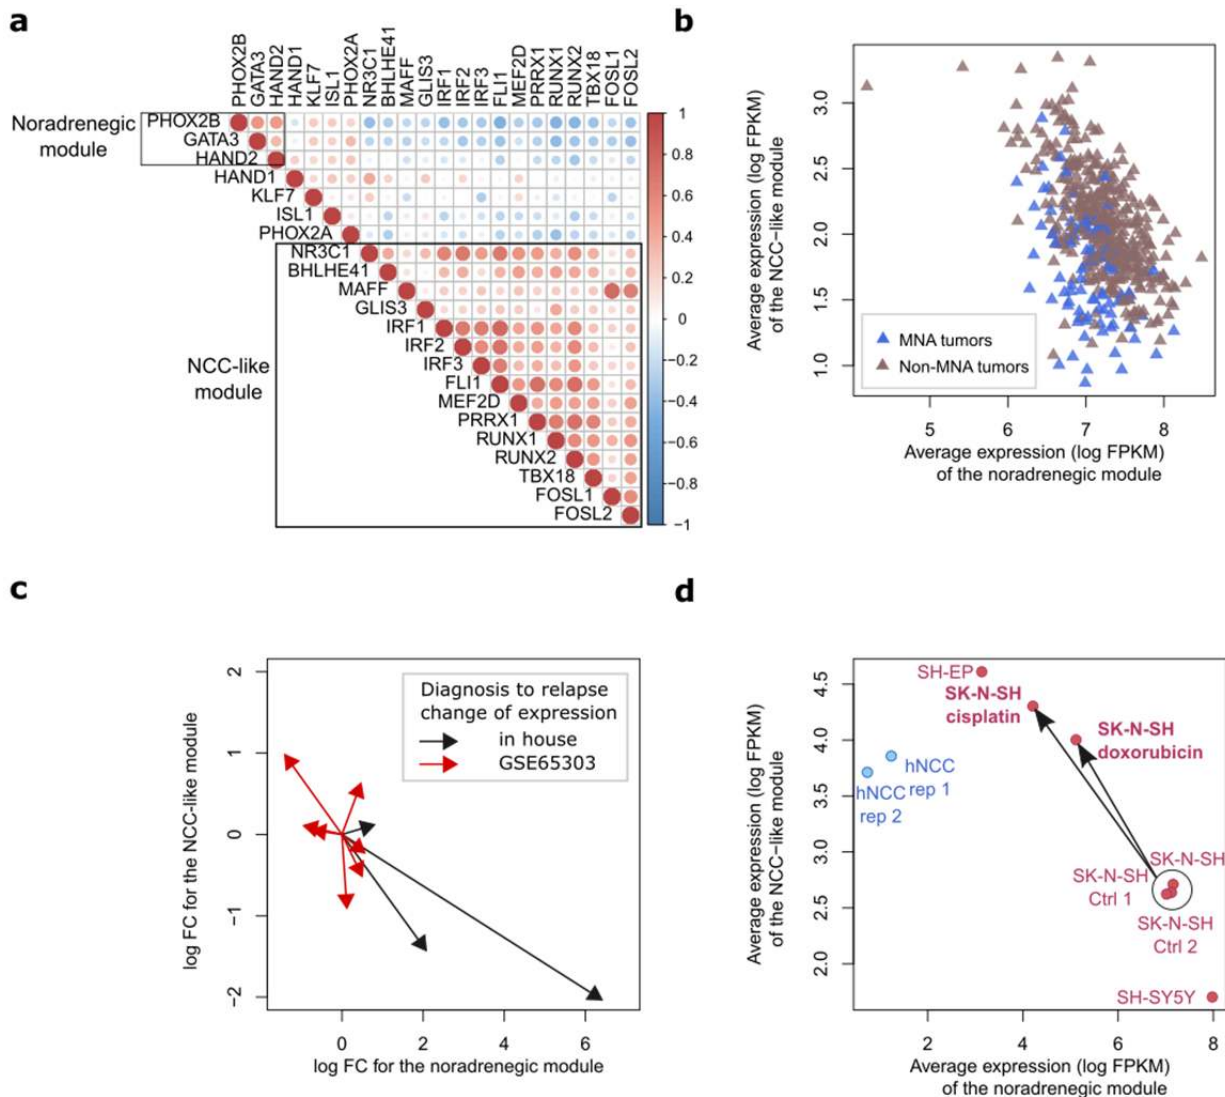 a
PHOX2B
GATA3
HAND2
HAND1
KLF7
ISL1
PHOX2A
NR3C1
BHLHE41
MAFF
GLIS3
IRF1
IRF2
IRF3
FLI1
MEF2D
PRRX1
RUNX1
RUNX2
TBX18
FOSL1
FOSL2
Noradrenegic
module
PHOX2B
GATA3
HAND2
HAND1
KLF7
ISL1
PHOX2A
NR3C1
BHLHE41
MAFF
GLIS3
IRF1
IRF2
IRF3
FLI1
MEF2D
PRRX1
RUNX1
RUNX2
TBX18
FOSL1
FOSL2
NCC-like
module
1
0.8
0.6
0.4
0.2
0
−0.2
−0.4
−0.6
−0.8
−1
b
Average expression (log FPKM)
of the NCC−like module
3.0
2.5
2.0
1.5
1.0
MNA tumors
Non-MNA tumors
5 6 7 8
Average expression (log FPKM)
of the noradrenegic module
c
log FC for the NCC−like module
2
1
0
−1
−2
Diagnosis to relapse
change of expression
in house
GSE65303
0 2 4 6
log FC for the noradrenegic module
d
Average expression (log FPKM)
of the NCC−like module
4.5
4.0
3.5
3.0
2.5
2.0
SH-EP
SK-N-SH
cisplatin
SK-N-SH
doxorubicin
hNCC
rep 1
hNCC
rep 2
SK-N-SH
SK-N-SH
Ctrl 1
SK-N-SH
Ctrl 2
SH-SY5Y
2 4 6 8
Average expression (log FPKM)
of the noradrenegic module